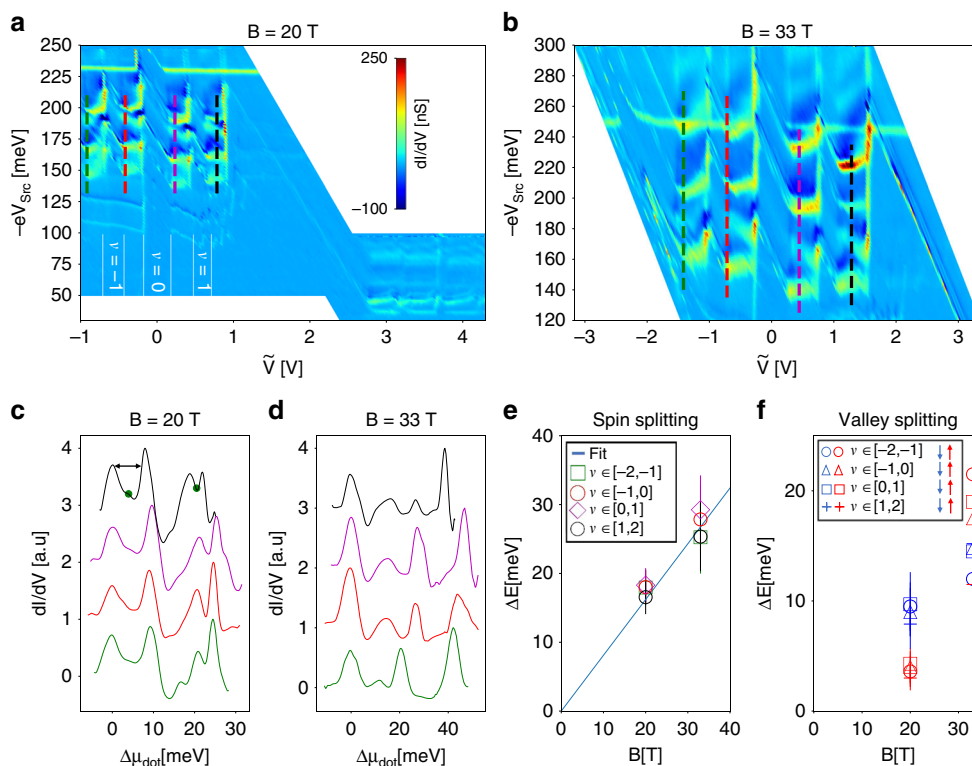 a
B = 20 T
–250
200
200
175
150
125
100
75
50
–eV_Src [meV]
250
–100
dI/dV [nS]
ν = –1
ν = 0
ν = 1
–1
0
1
2
3
4
Ṽ [V]
b
B = 33 T
300
280
260
240
220
200
180
160
140
120
–eV_Src [meV]
–3
–2
–1
0
1
2
3
Ṽ [V]
c
B = 20 T
4
3
2
1
0
dI/dV [a.u]
0
10
20
30
Δμ_dot[meV]
d
B = 33 T
4
3
2
1
0
dI/dV [a.u]
0
20
40
Δμ_dot[meV]
e
Spin splitting
40
30
20
10
0
ΔE[meV]
Fit
ν ∈[-2,-1]
ν ∈[-1,0]
ν ∈[0,1]
ν ∈[1,2]
0
10
20
30
40
B[T]
f
Valley splitting
20
10
0
ΔE[meV]
ν ∈[-2,-1] ↓↑
ν ∈[-1,0] ↓↑
ν ∈[0,1] ↓↑
ν ∈[1,2] ↓↑
0
10
20
30
B[T]